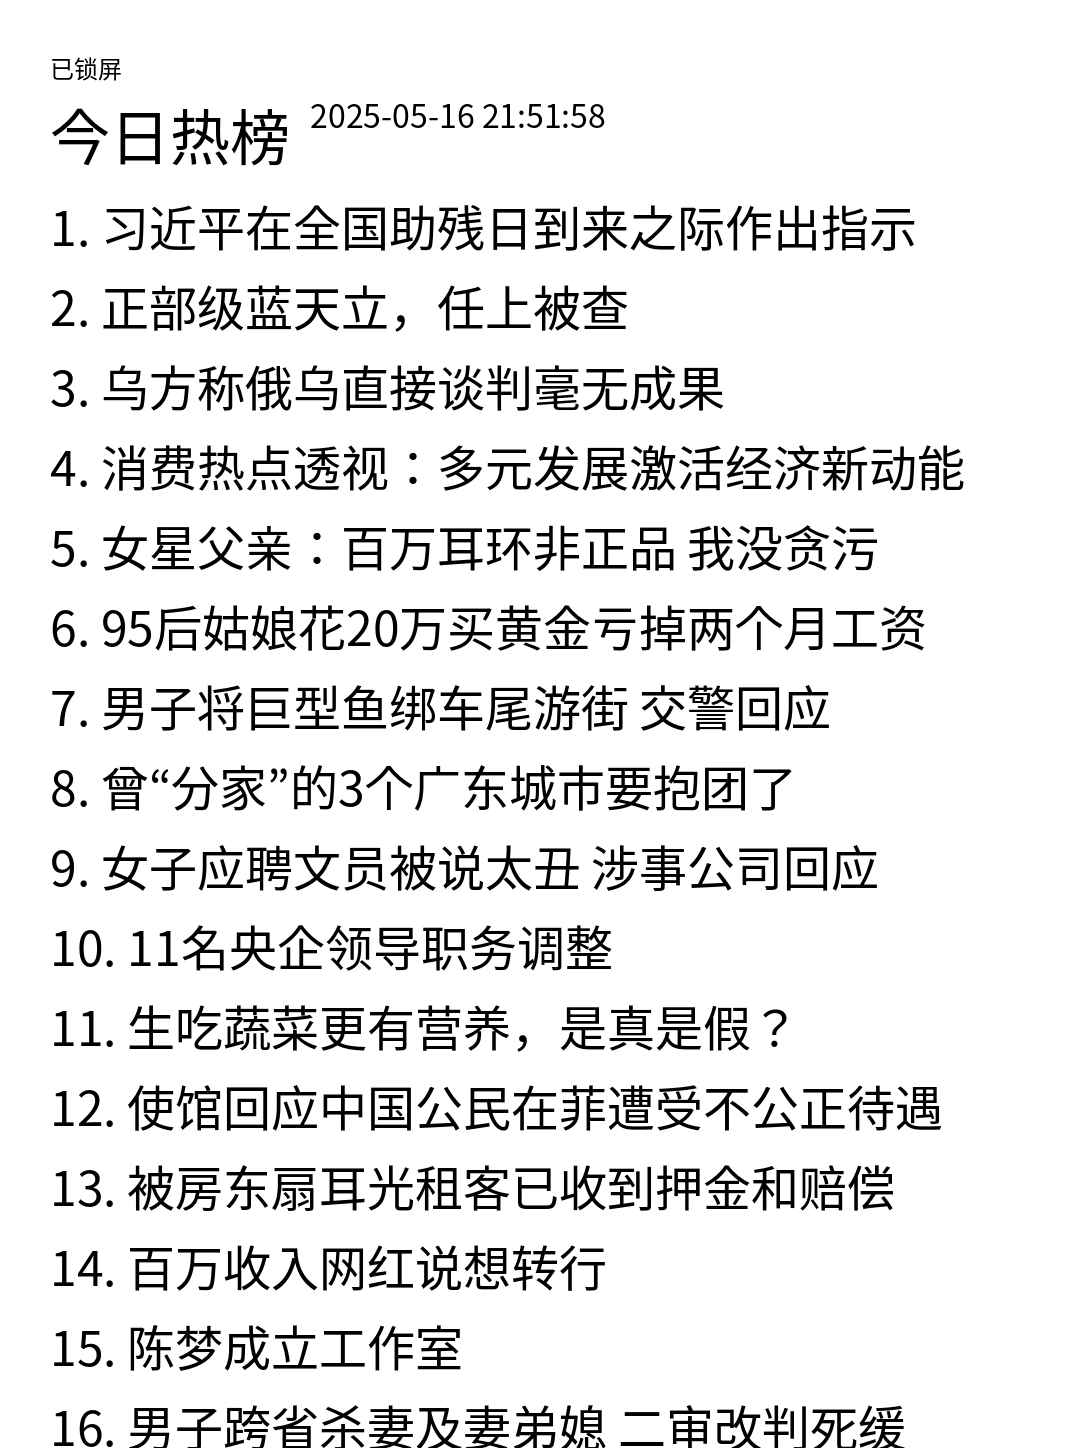 已锁屏
今日热榜 2025-05-16 21:51:58
1. 习近平在全国助残日到来之际作出指示
2. 正部级蓝天立，任上被查
3. 乌方称俄乌直接谈判毫无成果
4. 消费热点透视：多元发展激活经济新动能
5. 女星父亲：百万耳环非正品 我没贪污
6. 95后姑娘花20万买黄金亏掉两个月工资
7. 男子将巨型鱼绑车尾游街 交警回应
8. 曾“分家”的3个广东城市要抱团了
9. 女子应聘文员被说太丑 涉事公司回应
10. 11名央企领导职务调整
11. 生吃蔬菜更有营养，是真是假？
12. 使馆回应中国公民在菲遭受不公正待遇
13. 被房东扇耳光租客已收到押金和赔偿
14. 百万收入网红说想转行
15. 陈梦成立工作室
16. 男子跨省杀妻及妻弟媳 二审改判死缓